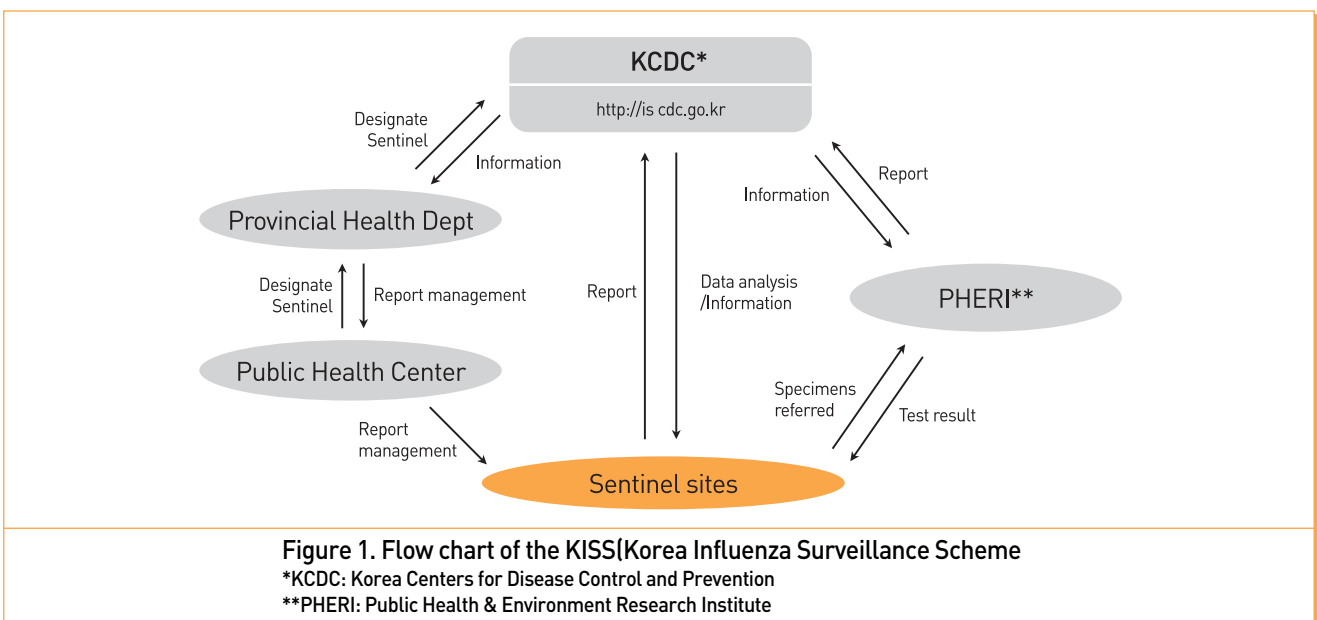 KCDC*
http://is cdc.go.kr
Designate
Sentinel
Information
Information
Report
Provincial Health Dept
Designate
Sentinel
Report management
Report
Data analysis
/Information
PHERI**
Public Health Center
Report
management
Specimens
referred
Test result
Sentinel sites
Figure 1. Flow chart of the KISS(Korea Influenza Surveillance Scheme
*KCDC: Korea Centers for Disease Control and Prevention
**PHERI: Public Health & Environment Research Institute